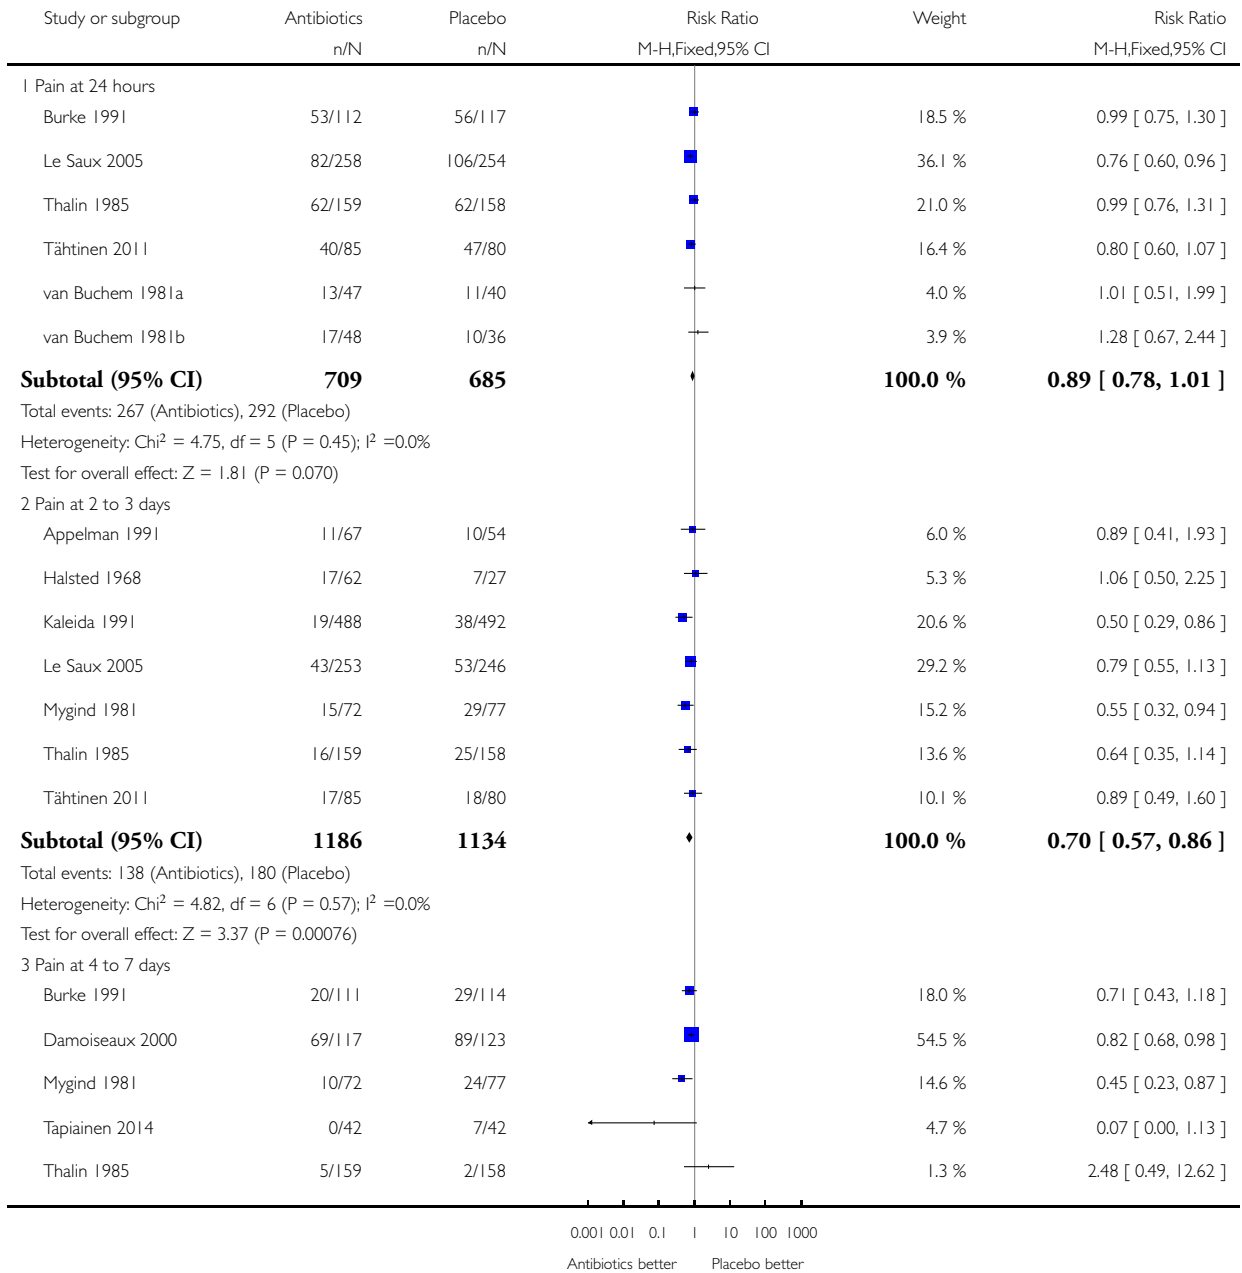 Study or subgroup Antibiotics Placebo Risk Ratio Weight Risk Ratio
n/N n/N M-H,Fixed,95% CI M-H,Fixed,95% CI
1 Pain at 24 hours
Burke 1991 53/112 56/117 18.5 % 0.99 [ 0.75, 1.30 ]
Le Saux 2005 82/258 106/254 36.1 % 0.76 [ 0.60, 0.96 ]
Thalin 1985 62/159 62/158 21.0 % 0.99 [ 0.76, 1.31 ]
Tähtinen 2011 40/85 47/80 16.4 % 0.80 [ 0.60, 1.07 ]
van Buchem 1981a 13/47 11/40 4.0 % 1.01 [ 0.51, 1.99 ]
van Buchem 1981b 17/48 10/36 3.9 % 1.28 [ 0.67, 2.44 ]
Subtotal (95% CI) 709 685 100.0 % 0.89 [ 0.78, 1.01 ]
Total events: 267 (Antibiotics), 292 (Placebo)
Heterogeneity: Chi² = 4.75, df = 5 (P = 0.45); I² =0.0%
Test for overall effect: Z = 1.81 (P = 0.070)
2 Pain at 2 to 3 days
Appelman 1991 11/67 10/54 6.0 % 0.89 [ 0.41, 1.93 ]
Halsted 1968 17/62 7/27 5.3 % 1.06 [ 0.50, 2.25 ]
Kaleida 1991 19/488 38/492 20.6 % 0.50 [ 0.29, 0.86 ]
Le Saux 2005 43/253 53/246 29.2 % 0.79 [ 0.55, 1.13 ]
Mygind 1981 15/72 29/77 15.2 % 0.55 [ 0.32, 0.94 ]
Thalin 1985 16/159 25/158 13.6 % 0.64 [ 0.35, 1.14 ]
Tähtinen 2011 17/85 18/80 10.1 % 0.89 [ 0.49, 1.60 ]
Subtotal (95% CI) 1186 1134 100.0 % 0.70 [ 0.57, 0.86 ]
Total events: 138 (Antibiotics), 180 (Placebo)
Heterogeneity: Chi² = 4.82, df = 6 (P = 0.57); I² =0.0%
Test for overall effect: Z = 3.37 (P = 0.00076)
3 Pain at 4 to 7 days
Burke 1991 20/111 29/114 18.0 % 0.71 [ 0.43, 1.18 ]
Damoiseaux 2000 69/117 89/123 54.5 % 0.82 [ 0.68, 0.98 ]
Mygind 1981 10/72 24/77 14.6 % 0.45 [ 0.23, 0.87 ]
Tapiainen 2014 0/42 7/42 4.7 % 0.07 [ 0.00, 1.13 ]
Thalin 1985 5/159 2/158 1.3 % 2.48 [ 0.49, 12.62 ]
0.001 0.01 0.1 1 10 100 1000
Antibiotics better Placebo better